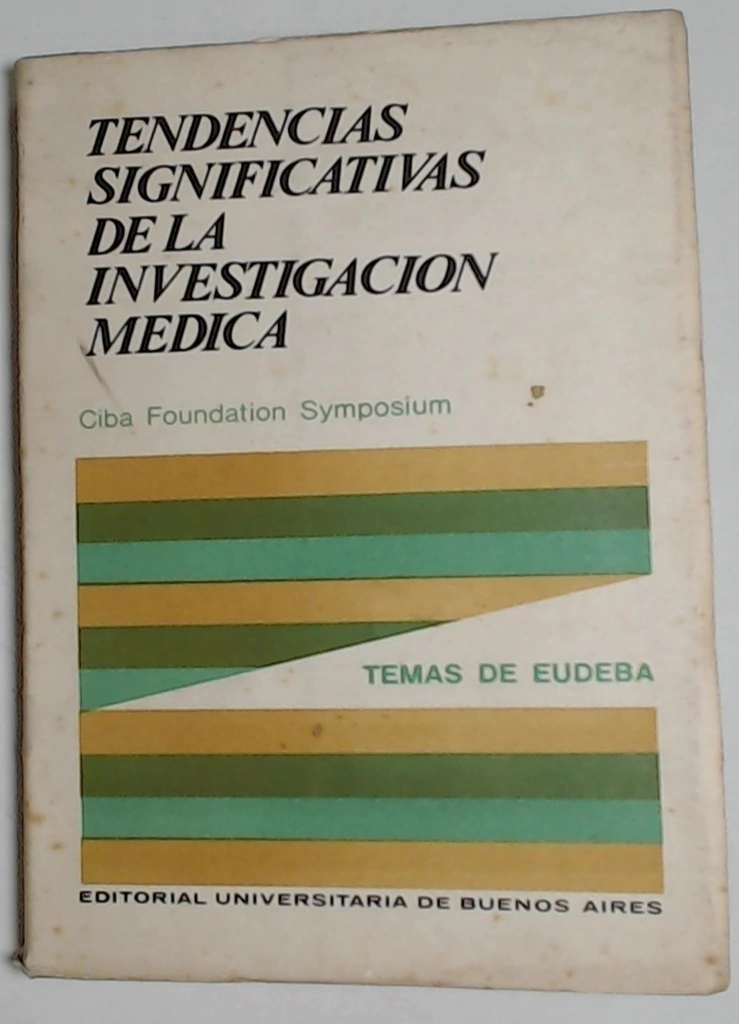 TENDENCIAS
SIGNIFICATIVAS
DE LA
INVESTIGACION
MEDICA
Ciba Foundation Symposium
TEMAS DE EUDEBA
EDITORIAL UNIVERSITARIA DE BUENOS AIRES